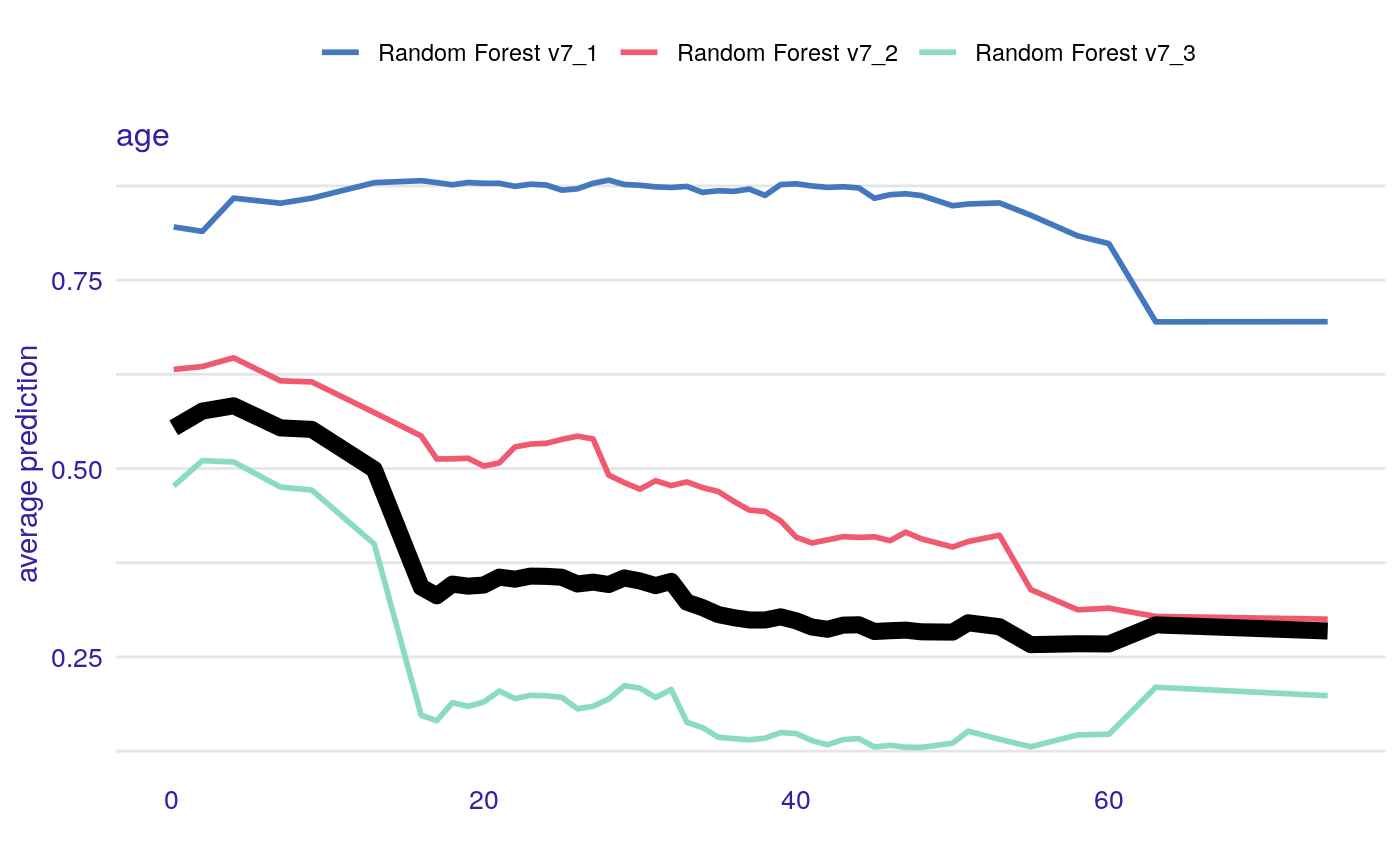 Random Forest v7_1 Random Forest v7_2 Random Forest v7_3
age
average prediction
0.75
0.50
0.25
0 20 40 60